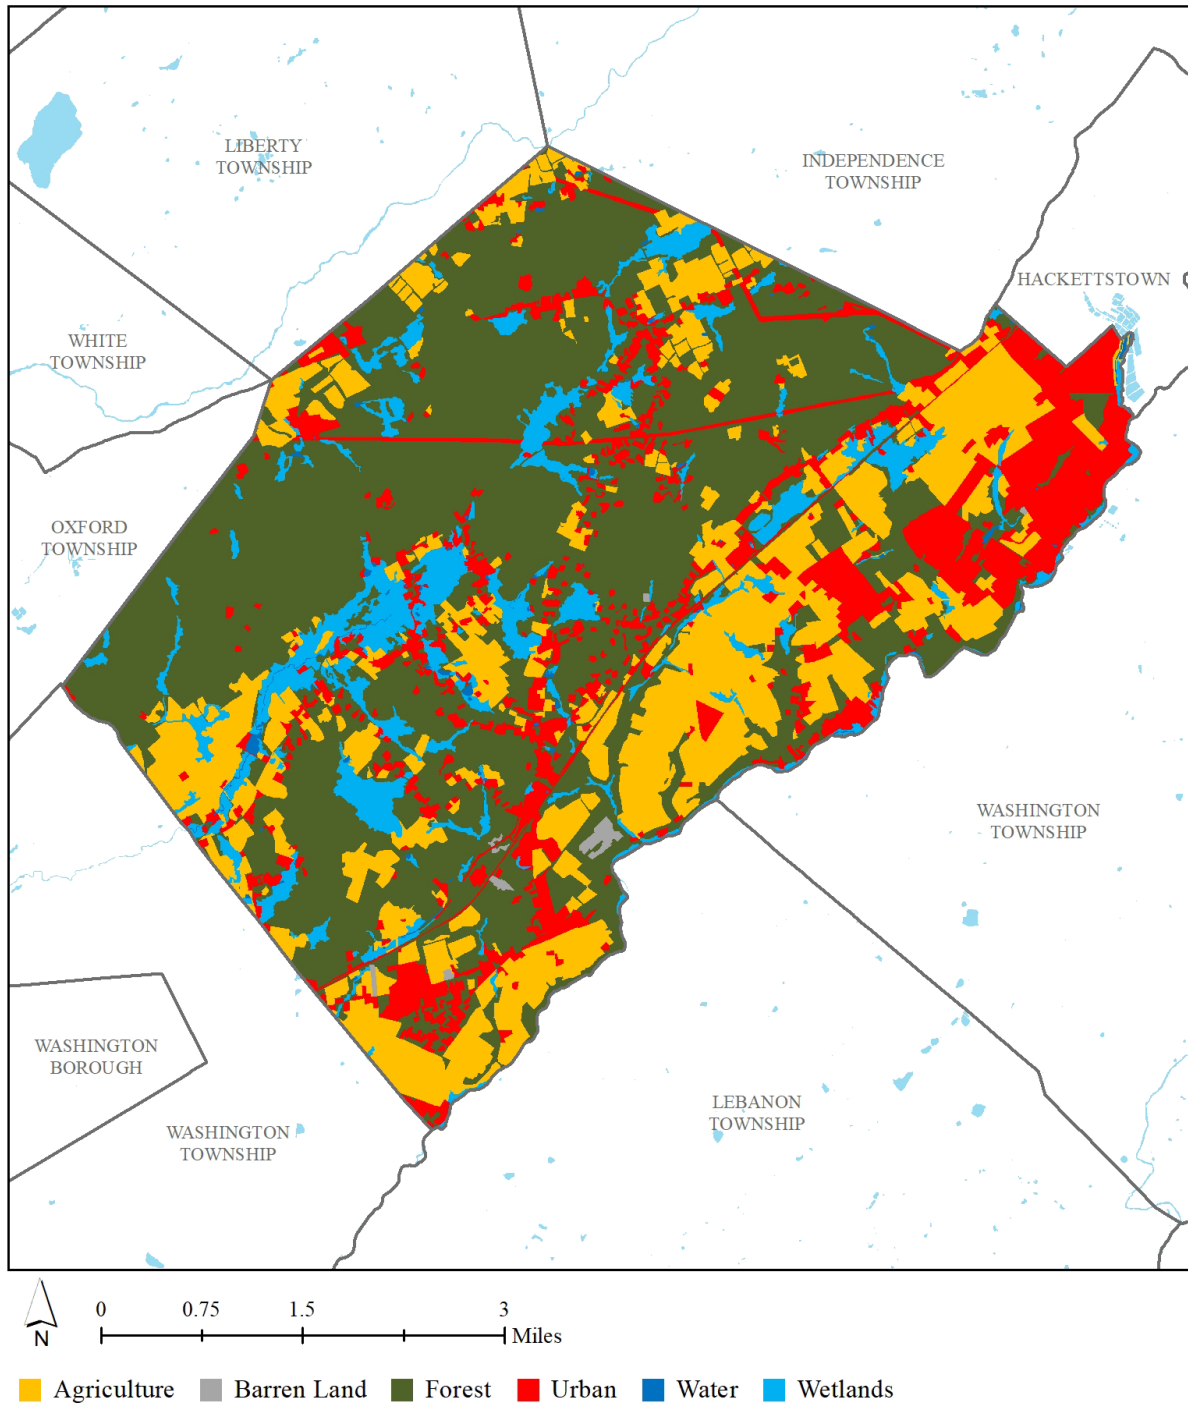 LIBERTY
TOWNSHIP
INDEPENDENCE
TOWNSHIP
HACKETTSTOWN
WHITE
TOWNSHIP
OXFORD
TOWNSHIP
WASHINGTON
TOWNSHIP
WASHINGTON
BOROUGH
LEBANON
TOWNSHIP
WASHINGTON
TOWNSHIP
N
0 0.75 1.5 3
Miles
Agriculture Barren Land Forest Urban Water Wetlands